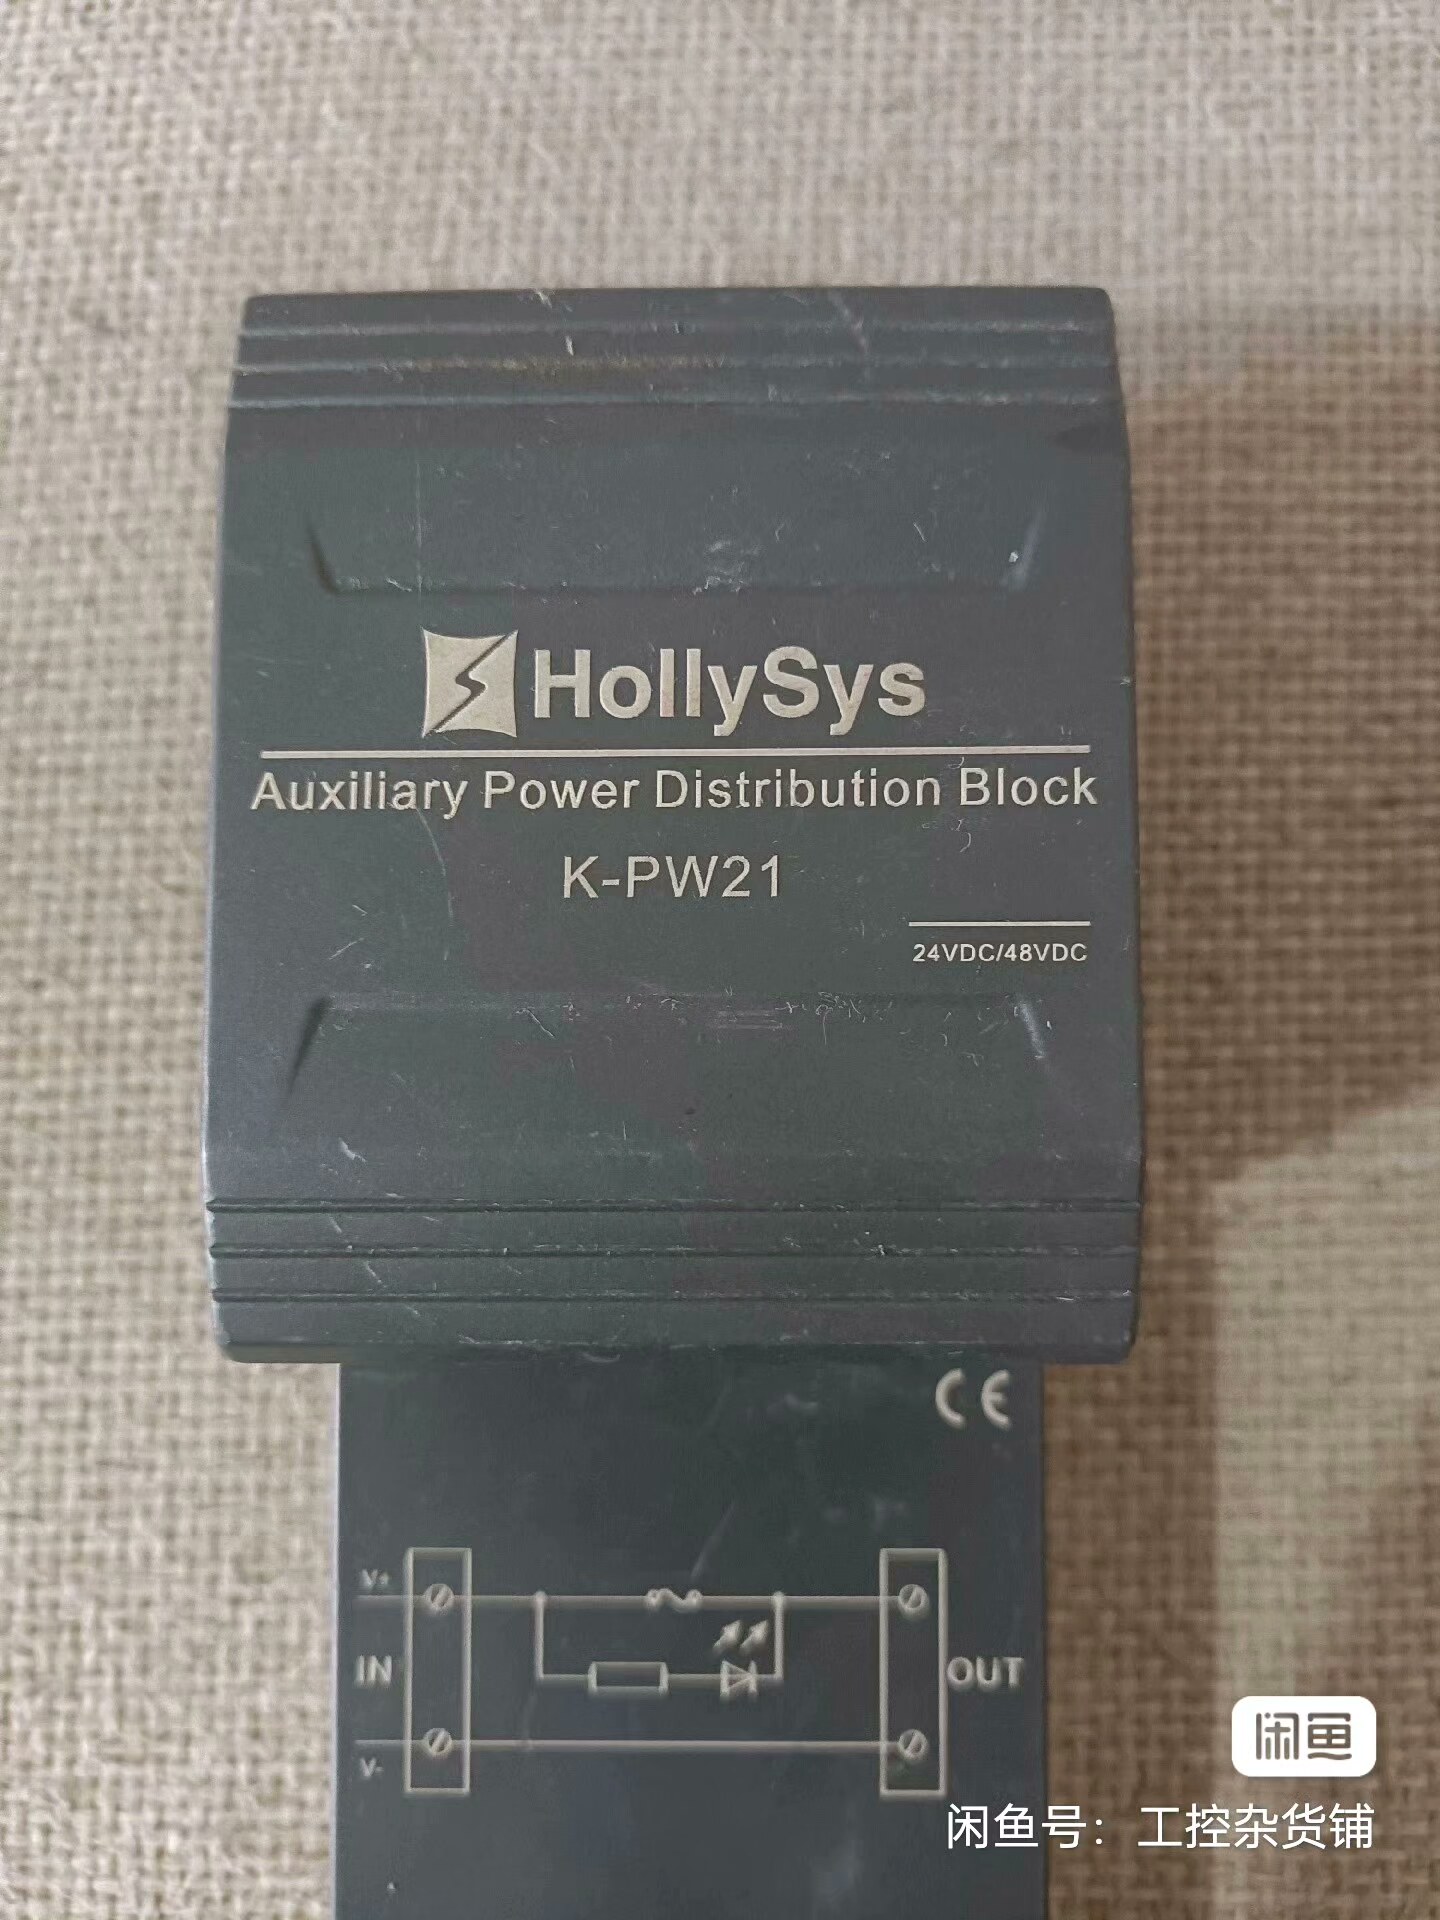 HollySys
Auxiliary Power Distribution Block
K-PW21
24VDC/48VDC
CE
V+
IN
OUT
V-
闲鱼
闲鱼号：工控杂货铺